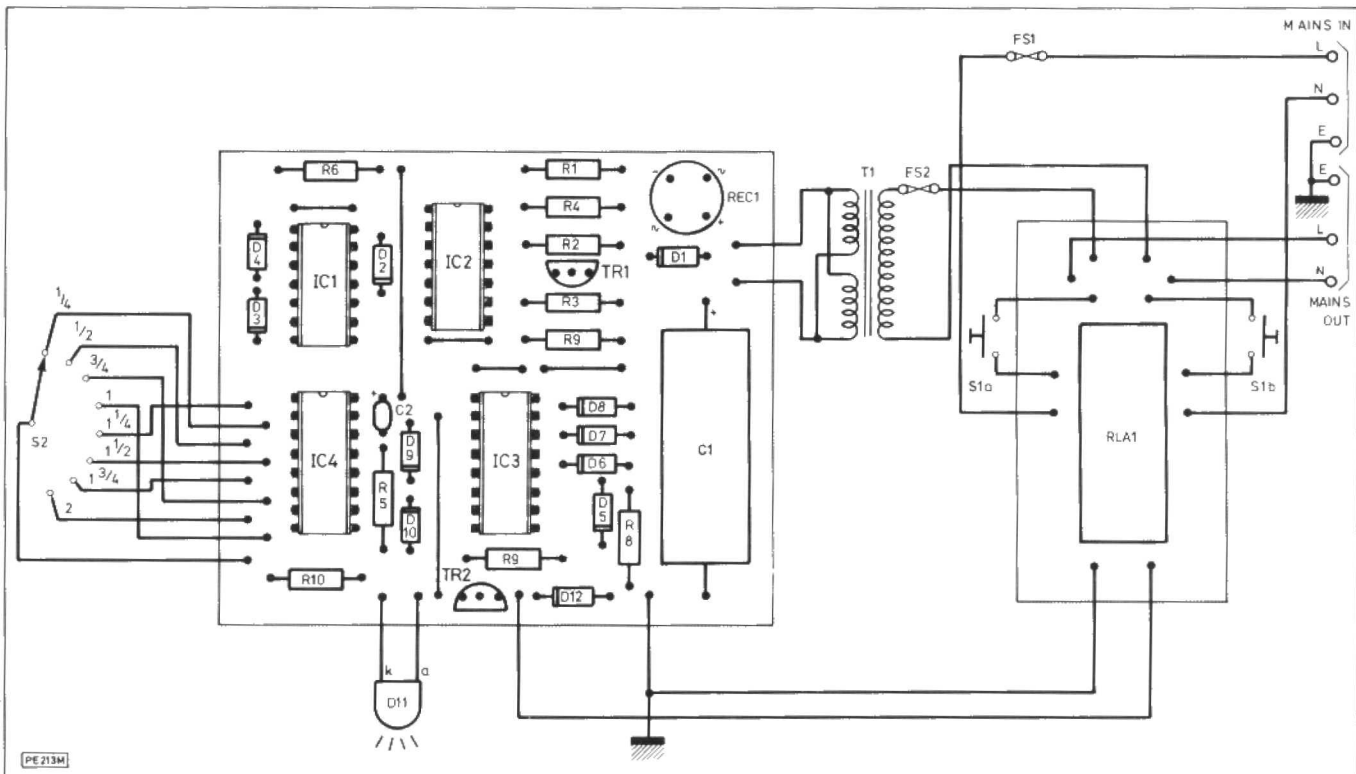 MAINS IN
FS1
L
N
E
E
L
N
MAINS
OUT
T1
FS2
R6
R1
R4
R2
TR1
R3
R9
REC1
~
~
-
+
D1
D4
D3
IC1
D2
IC2
+
C1
S1a
S1b
RLA1
1/4
1/2
3/4
1
1 1/4
1 1/2
1 3/4
2
S2
IC4
+
C2
R5
D9
D10
IC3
D8
D7
D6
D5
R8
R9
R10
TR2
D12
k
a
D11
PE213M